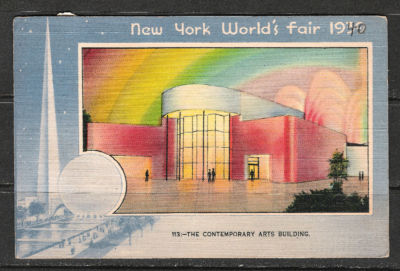 New York World's Fair 1940
113:-THE CONTEMPORARY ARTS BUILDING.